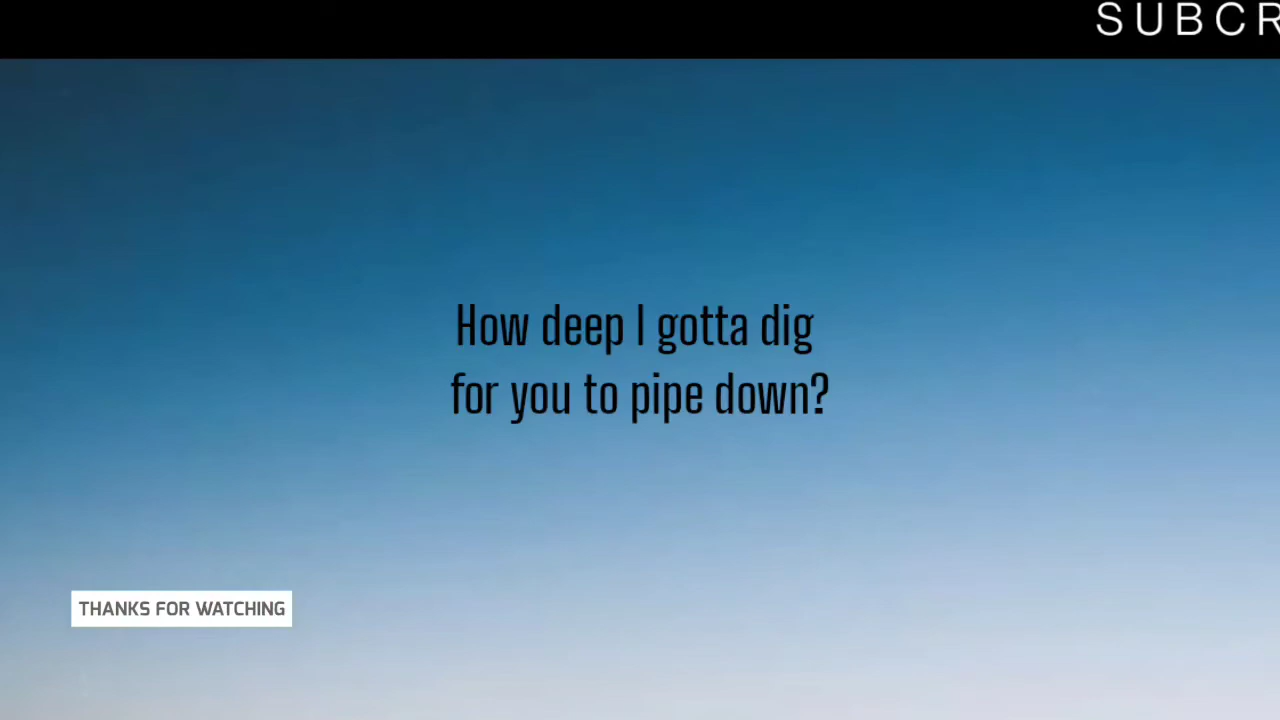 SUBCR
How deep I gotta dig
for you to pipe down?
THANKS FOR WATCHING